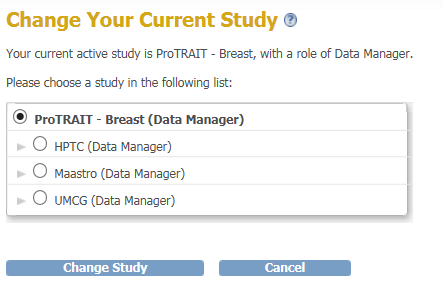 Change Your Current Study ?
Your current active study is ProTRAIT - Breast, with a role of Data Manager.
Please choose a study in the following list:
ProTRAIT - Breast (Data Manager)
HPTC (Data Manager)
Maastro (Data Manager)
UMCG (Data Manager)
Change Study Cancel